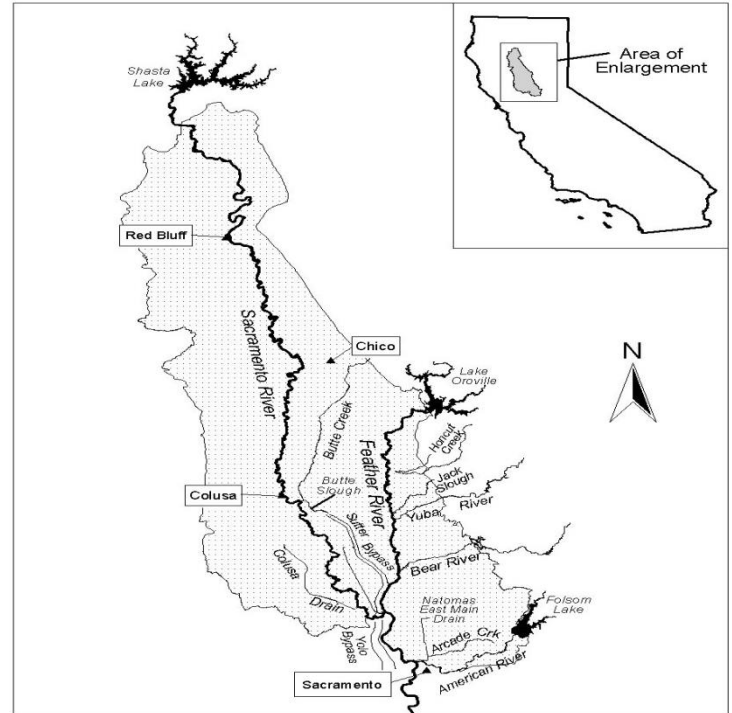 Shasta
Lake
Area of
Enlargement
Red Bluff
Sacramento River
Chico
N
Lake
Oroville
Butte Creek
Feather River
Honcut
Creek
Jack
Slough
Butte
Slough
Colusa
Yuba River
Sutter Bypass
Bear River
Colusa
Drain
Natomas
East Main
Drain
Folsom
Lake
Yolo
Bypass
Arcade Crk
American River
Sacramento